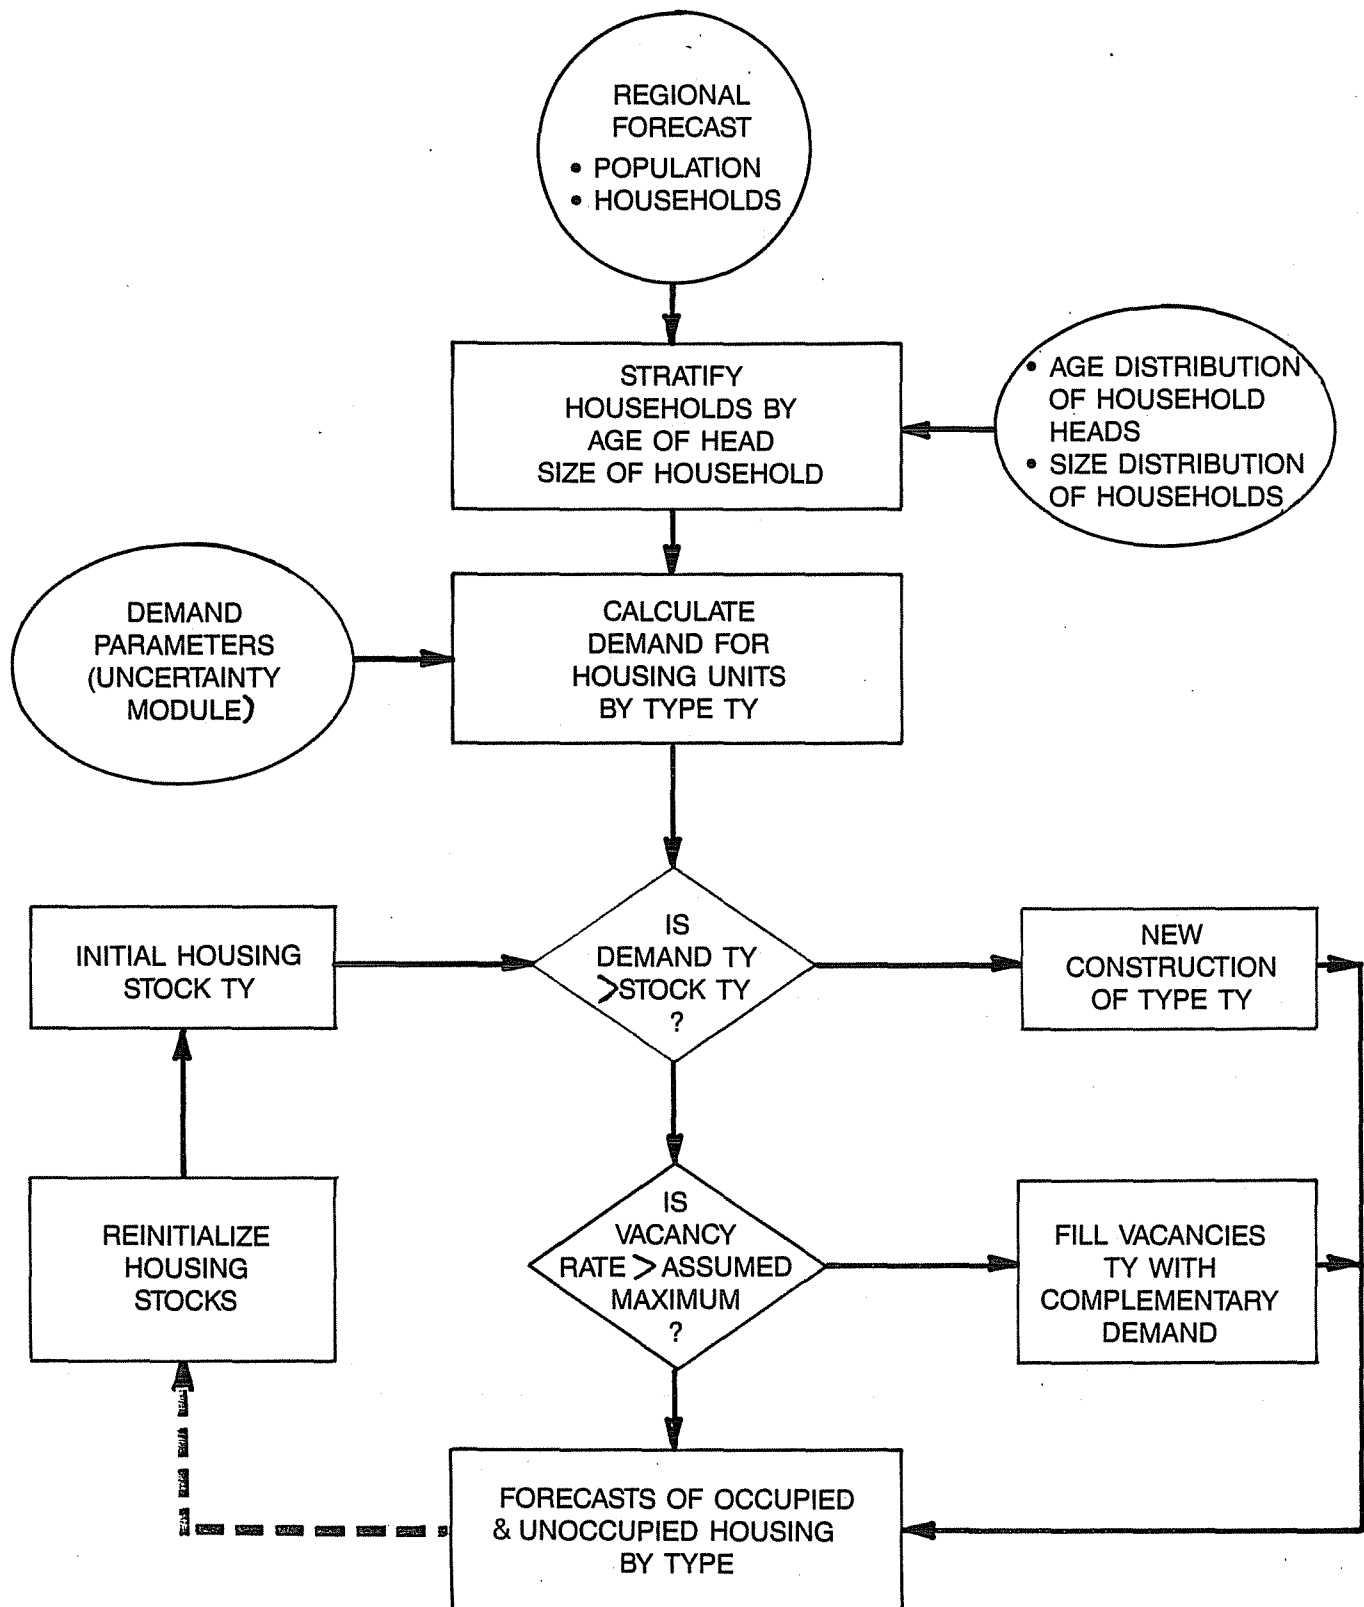 REGIONAL
FORECAST
• POPULATION
• HOUSEHOLDS
STRATIFY
HOUSEHOLDS BY
AGE OF HEAD
SIZE OF HOUSEHOLD
• AGE DISTRIBUTION
OF HOUSEHOLD
HEADS
• SIZE DISTRIBUTION
OF HOUSEHOLDS
DEMAND
PARAMETERS
(UNCERTAINTY
MODULE)
CALCULATE
DEMAND FOR
HOUSING UNITS
BY TYPE TY
INITIAL HOUSING
STOCK TY
IS
DEMAND TY
>STOCK TY
?
NEW
CONSTRUCTION
OF TYPE TY
REINITIALIZE
HOUSING
STOCKS
IS
VACANCY
RATE > ASSUMED
MAXIMUM
?
FILL VACANCIES
TY WITH
COMPLEMENTARY
DEMAND
FORECASTS OF OCCUPIED
& UNOCCUPIED HOUSING
BY TYPE